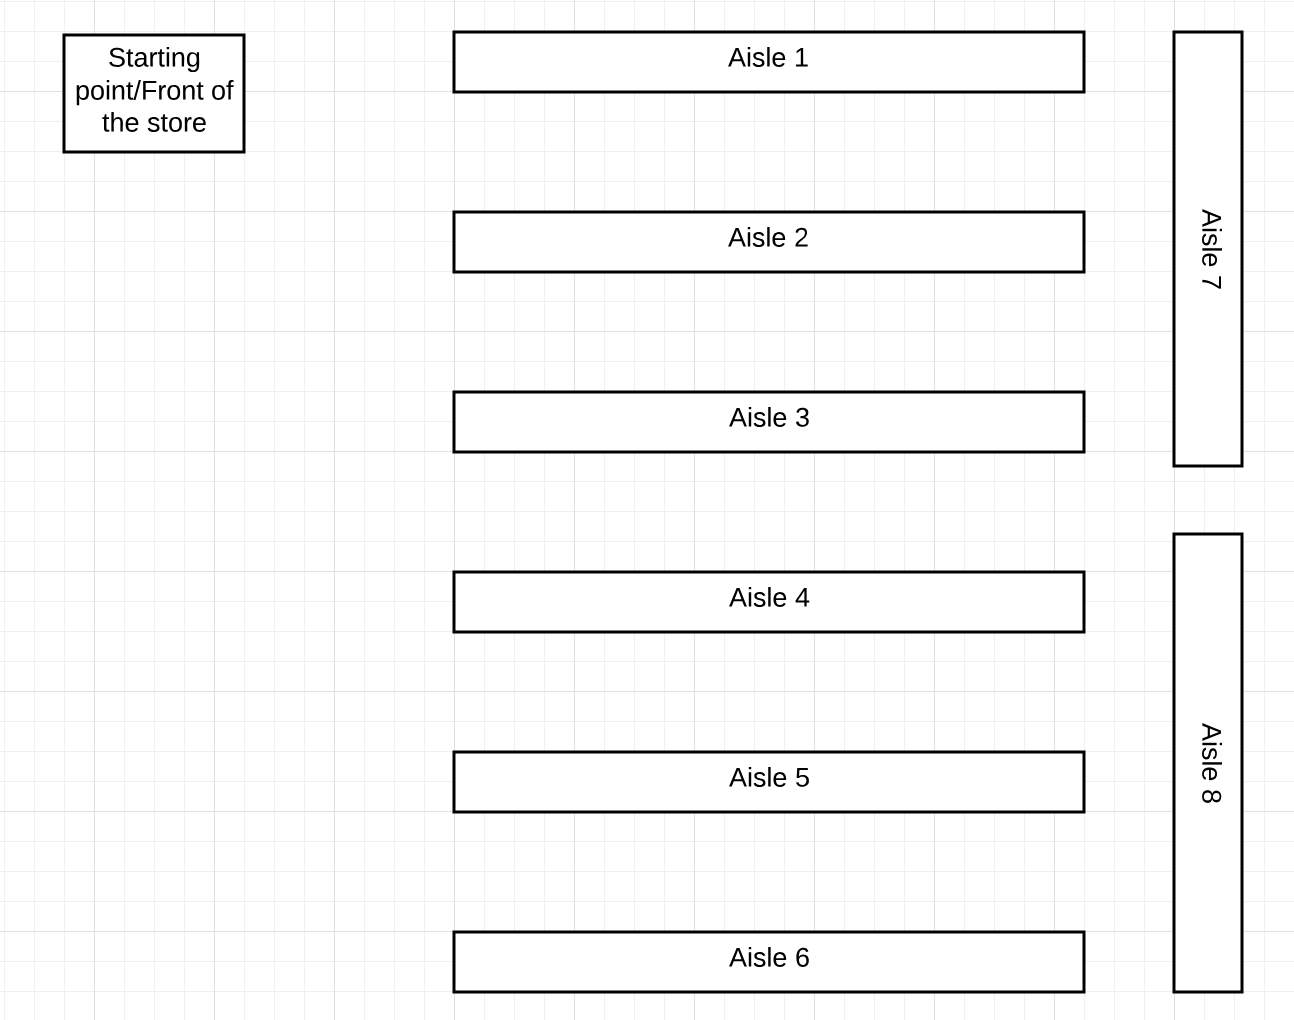 Starting
point/Front of
the store
Aisle 1
Aisle 2
Aisle 3
Aisle 4
Aisle 5
Aisle 6
Aisle 7
Aisle 8